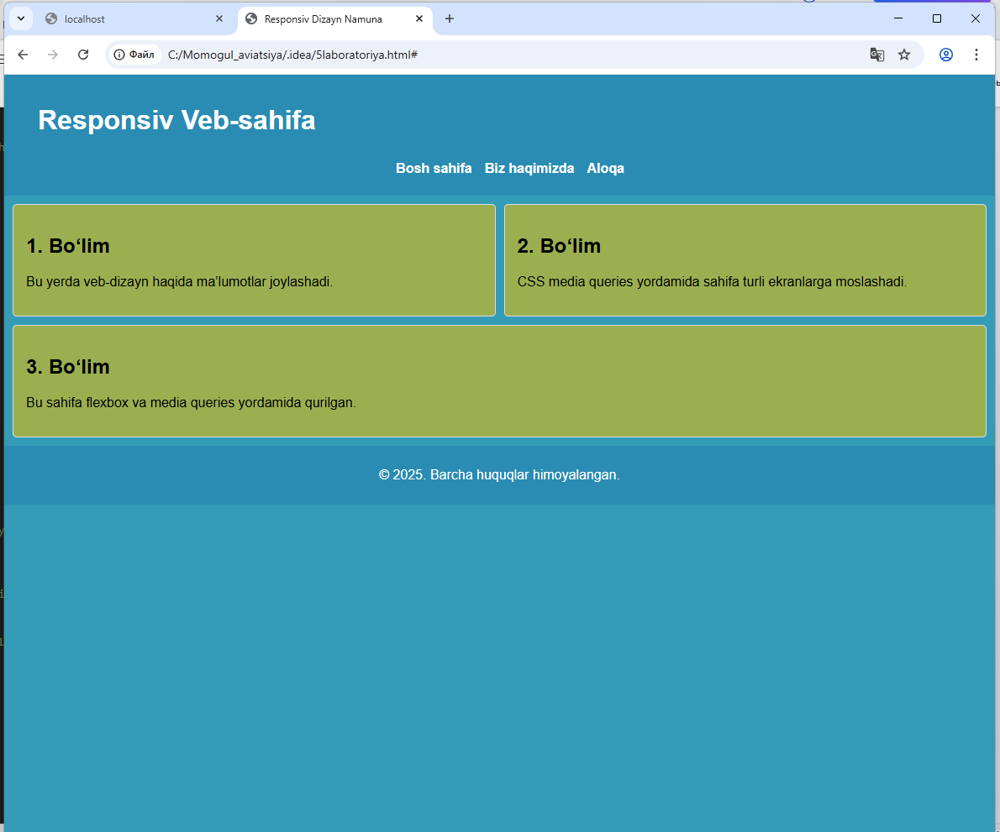 localhost
Responsiv Dizayn Namuna
Файл
C:/Momogul_aviatsiya/.idea/5laboratoriya.html#
Responsiv Veb-sahifa
Bosh sahifa Biz haqimizda Aloqa
1. Bo‘lim
Bu yerda veb-dizayn haqida ma’lumotlar joylashadi.
2. Bo‘lim
CSS media queries yordamida sahifa turli ekranlarga moslashadi.
3. Bo‘lim
Bu sahifa flexbox va media queries yordamida qurilgan.
© 2025. Barcha huquqlar himoyalangan.